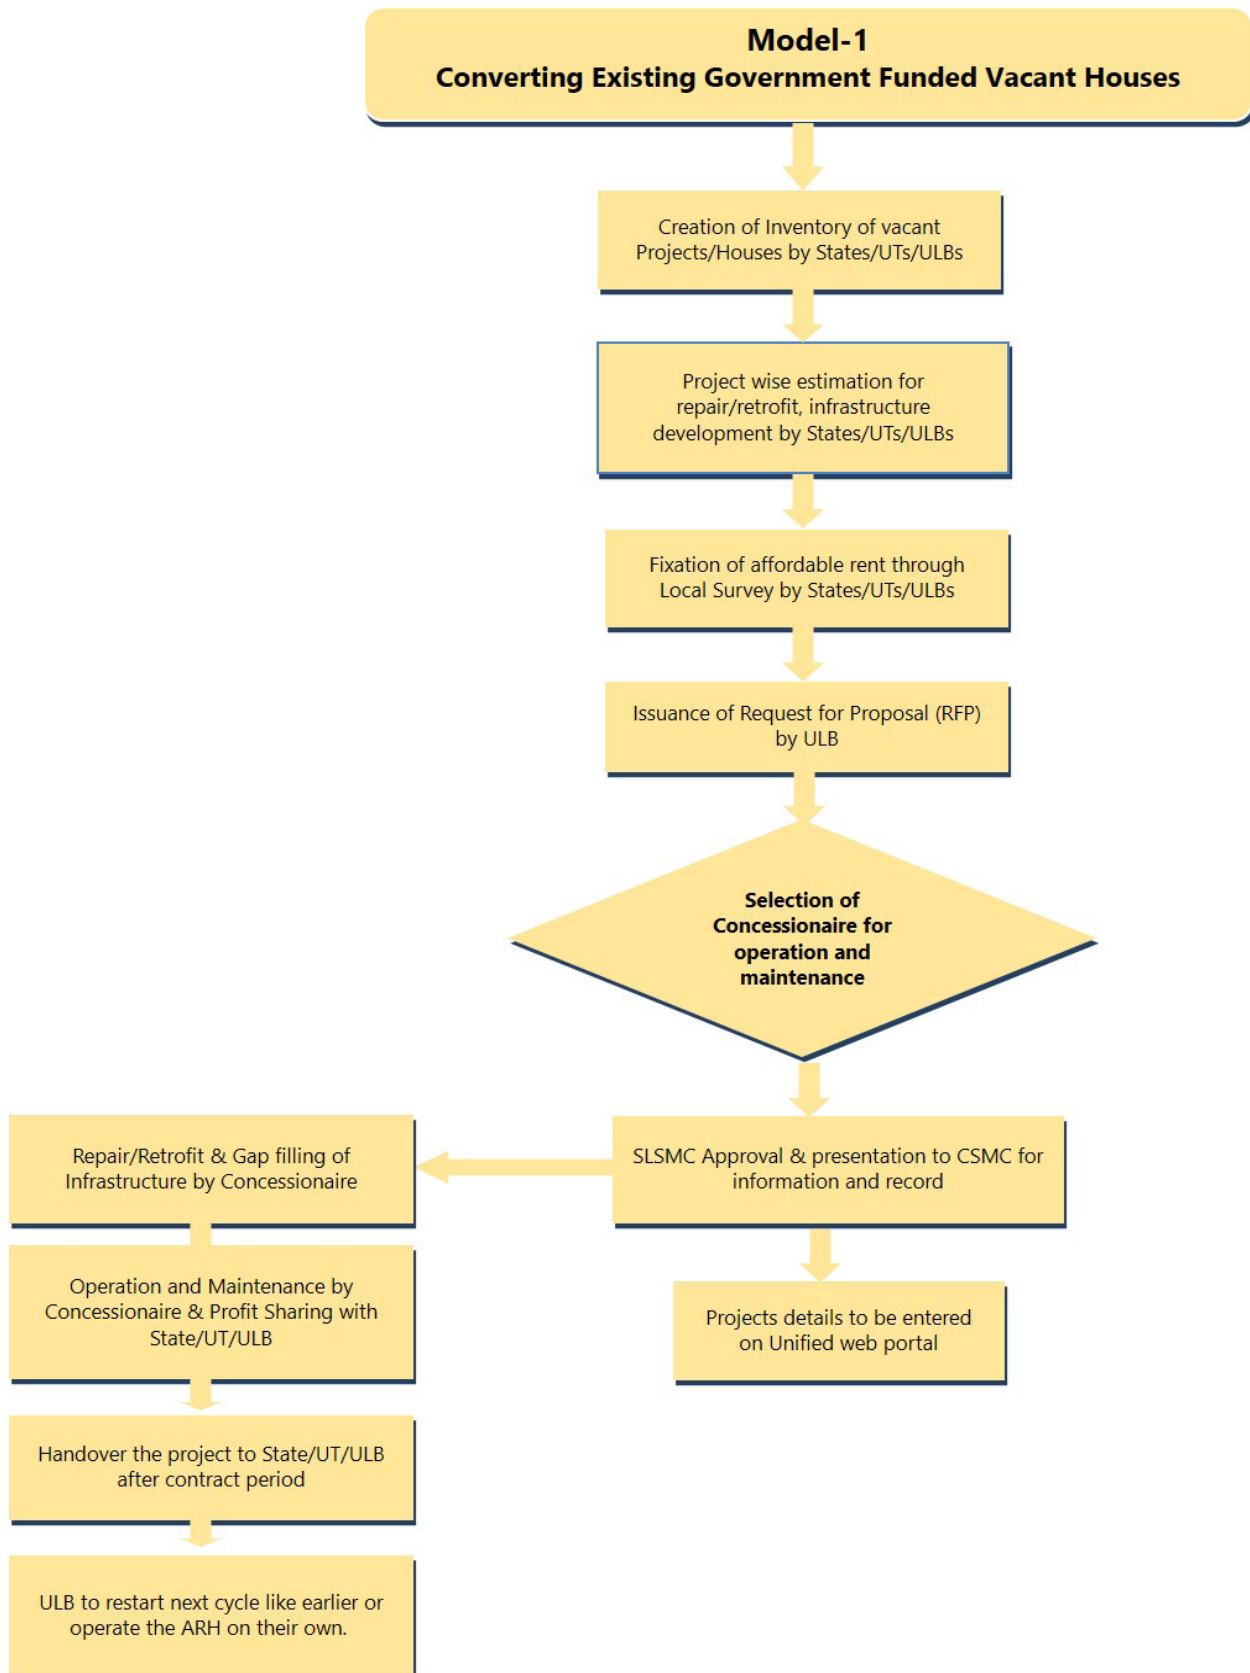 Model-1
Converting Existing Government Funded Vacant Houses
Creation of Inventory of vacant
Projects/Houses by States/UTs/ULBs
Project wise estimation for
repair/retrofit, infrastructure
development by States/UTs/ULBs
Fixation of affordable rent through
Local Survey by States/UTs/ULBs
Issuance of Request for Proposal (RFP)
by ULB
Selection of
Concessionaire for
operation and
maintenance
SLSMC Approval & presentation to CSMC for
information and record
Projects details to be entered
on Unified web portal
Repair/Retrofit & Gap filling of
Infrastructure by Concessionaire
Operation and Maintenance by
Concessionaire & Profit Sharing with
State/UT/ULB
Handover the project to State/UT/ULB
after contract period
ULB to restart next cycle like earlier or
operate the ARH on their own.